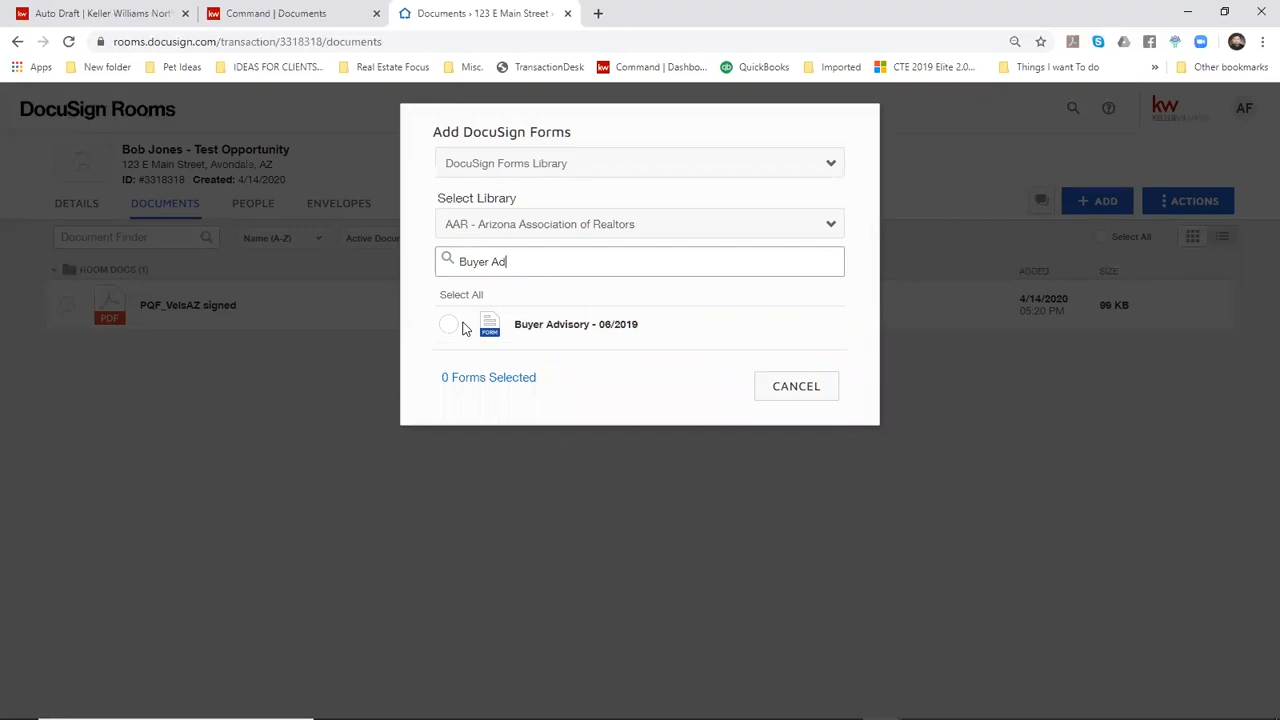 Auto Draft | Keller Williams Nort
Command | Documents
Documents › 123 E Main Street -
rooms.docusign.com/transaction/3318318/documents
Apps
New folder
Pet Ideas
IDEAS FOR CLIENTS...
Real Estate Focus
Misc.
TransactionDesk
Command | Dashbo...
QuickBooks
Imported
CTE 2019 Elite 2.0...
Things I want To do
»
Other bookmarks
DocuSign Rooms
kw
KELLERWILLIAMS
AF
Bob Jones - Test Opportunity
123 E Main Street, Avondale, AZ
ID: #3318318 Created: 4/14/2020
DETAILS
DOCUMENTS
PEOPLE
ENVELOPES
+ ADD
ACTIONS
Document Finder
Name (A-Z)
Active Docum
Select All
ROOM DOCS (1)
ADDED
SIZE
PDF
PQF_VelsAZ signed
4/14/2020
05:20 PM
99 KB
Add DocuSign Forms
DocuSign Forms Library
Select Library
AAR - Arizona Association of Realtors
Buyer Ad
Select All
FORM
Buyer Advisory - 06/2019
0 Forms Selected
CANCEL